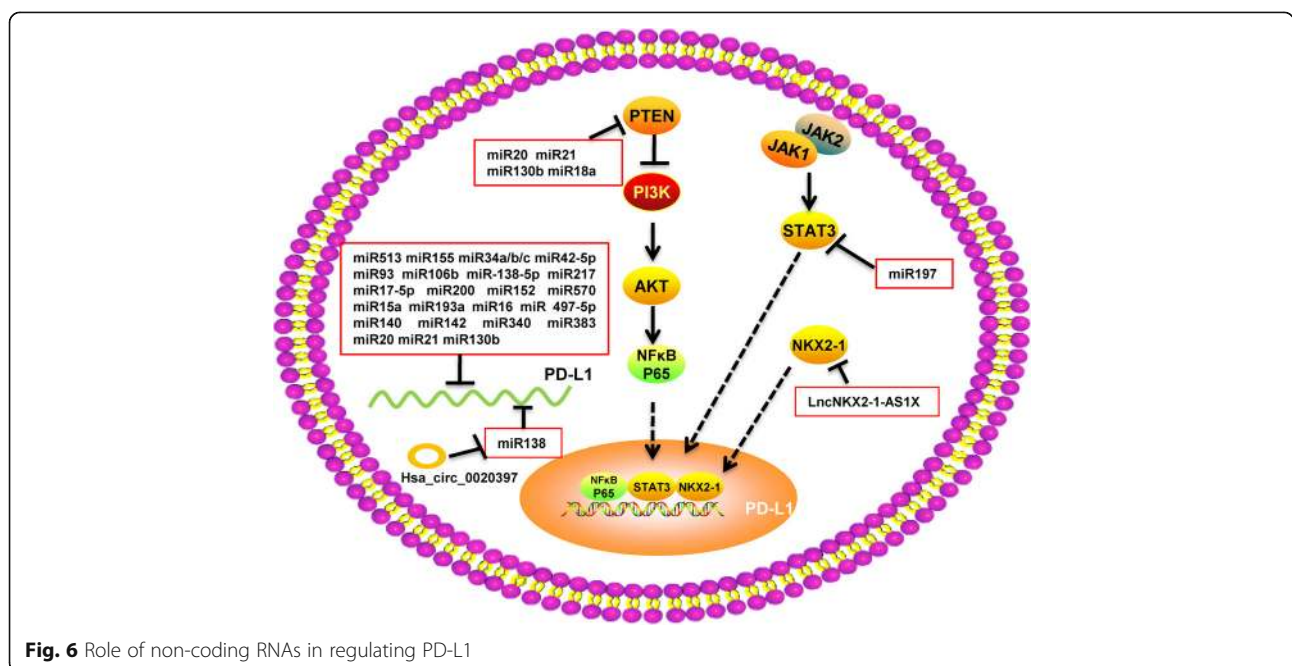 PTEN
miR20 miR21
miR130b miR18a
PI3K
JAK2
JAK1
STAT3
miR197
miR513 miR155 miR34a/b/c miR42-5p
miR93 miR106b miR-138-5p miR217
miR17-5p miR200 miR152 miR570
miR15a miR193a miR16 miR 497-5p
miR140 miR142 miR340 miR383
miR20 miR21 miR130b
AKT
NFκB
P65
NKX2-1
LncNKX2-1-AS1X
PD-L1
miR138
Hsa_circ_0020397
NFκB
P65
STAT3
NKX2-1
PD-L1
Fig. 6 Role of non-coding RNAs in regulating PD-L1